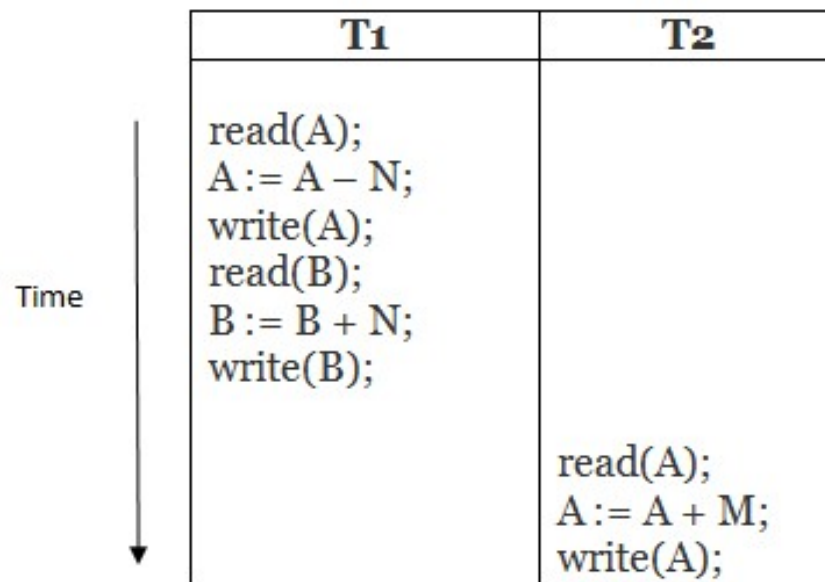 T1 T2
read(A);
A := A – N;
write(A);
read(B);
Time
B := B + N;
write(B);
read(A);
A := A + M;
write(A);